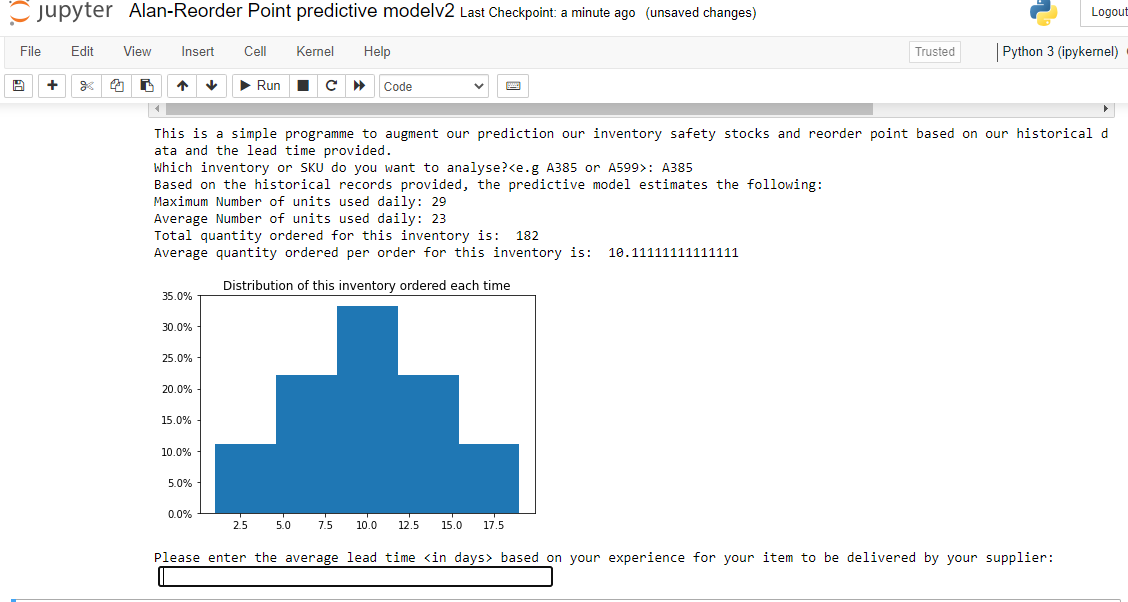 jupyter Alan-Reorder Point predictive modelv2 Last Checkpoint: a minute ago (unsaved changes) Logout
File Edit View Insert Cell Kernel Help Trusted Python 3 (ipykernel)
Run Code
This is a simple programme to augment our prediction our inventory safety stocks and reorder point based on our historical d
ata and the lead time provided.
Which inventory or SKU do you want to analyse?<e.g A385 or A599>: A385
Based on the historical records provided, the predictive model estimates the following:
Maximum Number of units used daily: 29
Average Number of units used daily: 23
Total quantity ordered for this inventory is:  182
Average quantity ordered per order for this inventory is:  10.11111111111111
Distribution of this inventory ordered each time
35.0%
30.0%
25.0%
20.0%
15.0%
10.0%
5.0%
0.0%
2.5 5.0 7.5 10.0 12.5 15.0 17.5
Please enter the average lead time <in days> based on your experience for your item to be delivered by your supplier: